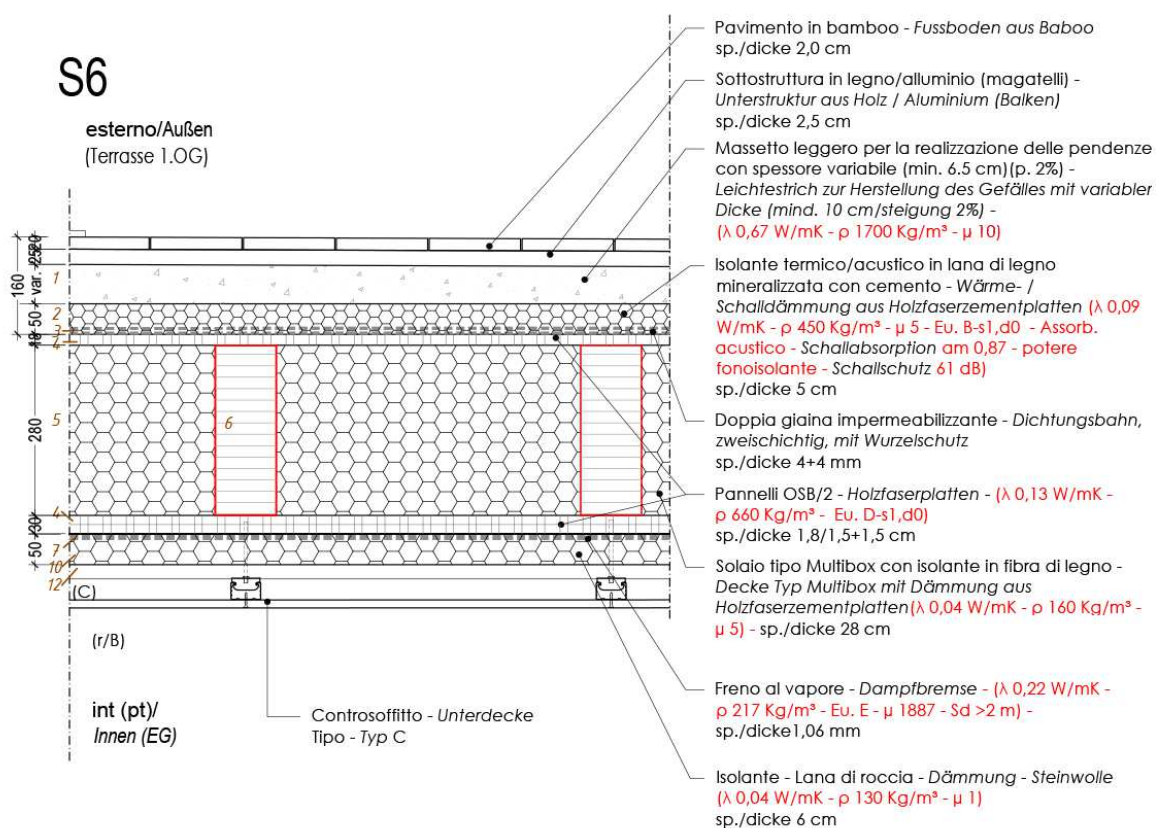 S6
esterno/Außen
(Terrasse 1.OG)
160
2520
var.
50
280
30
50
1
2
3
4
5
6
4
7
10
12
(C)
(r/B)
int (pt)/
Innen (EG)
Controsoffitto - Unterdecke
Tipo - Typ C
Pavimento in bamboo - Fussboden aus Baboo
sp./dicke 2,0 cm
Sottostruttura in legno/alluminio (magatelli) -
Unterstruktur aus Holz / Aluminium (Balken)
sp./dicke 2,5 cm
Massetto leggero per la realizzazione delle pendenze
con spessore variabile (min. 6.5 cm)(p. 2%) -
Leichtestrich zur Herstellung des Gefälles mit variabler
Dicke (mind. 10 cm/steigung 2%) -
(λ 0,67 W/mK - ρ 1700 Kg/m³ - μ 10)
Isolante termico/acustico in lana di legno
mineralizzata con cemento - Wärme- /
Schalldämmung aus Holzfaserzementplatten (λ 0,09
W/mK - ρ 450 Kg/m³ - μ 5 - Eu. B-s1,d0 - Assorb.
acustico - Schallabsorption am 0,87 - potere
fonoisolante - Schallschutz 61 dB)
sp./dicke 5 cm
Doppia giaina impermeabilizzante - Dichtungsbahn,
zweischichtig, mit Wurzelschutz
sp./dicke 4+4 mm
Pannelli OSB/2 - Holzfaserplatten - (λ 0,13 W/mK -
ρ 660 Kg/m³ - Eu. D-s1,d0)
sp./dicke 1,8/1,5+1,5 cm
Solaio tipo Multibox con isolante in fibra di legno -
Decke Typ Multibox mit Dämmung aus
Holzfaserzementplatten(λ 0,04 W/mK - ρ 160 Kg/m³ -
μ 5) - sp./dicke 28 cm
Freno al vapore - Dampfbremse - (λ 0,22 W/mK -
ρ 217 Kg/m³ - Eu. E - μ 1887 - Sd >2 m) -
sp./dicke1,06 mm
Isolante - Lana di roccia - Dämmung - Steinwolle
(λ 0,04 W/mK - ρ 130 Kg/m³ - μ 1)
sp./dicke 6 cm